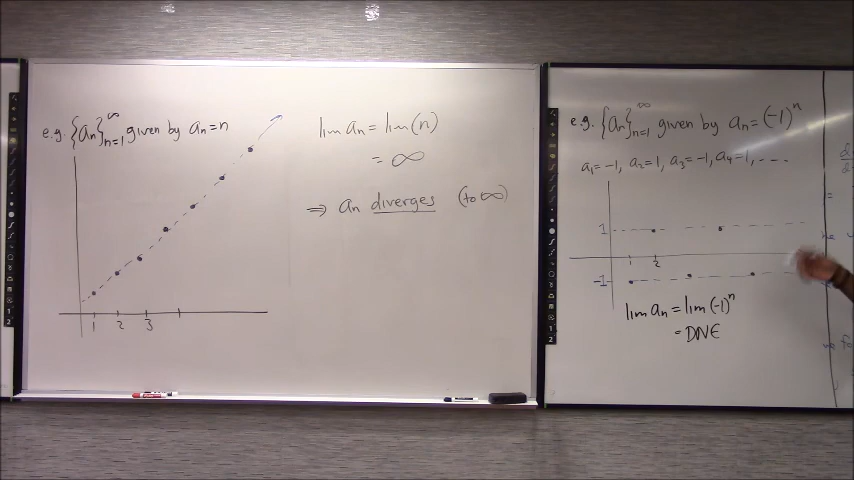 e.g. {an}∞n=1 given by an = n
lim an = lim (n)
= ∞
⇒ an diverges (to ∞)
1 2 3
e.g. {an}∞n=1 given by an = (-1)^n
a1 = -1, a2 = 1, a3 = -1, a4 = 1, ....
1
1 2
-1
lim an = lim (-1)^n
= DNE